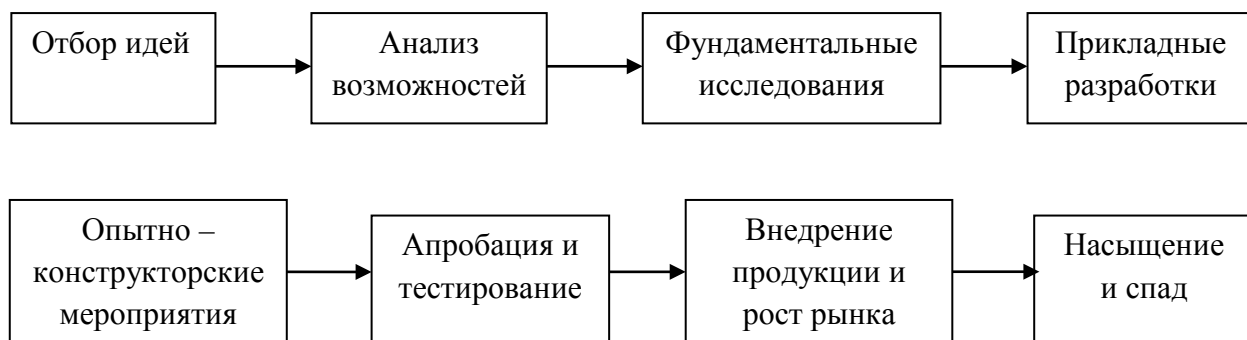 Отбор идей
Анализ
возможностей
Фундаментальные
исследования
Прикладные
разработки
Опытно –
конструкторские
мероприятия
Апробация и
тестирование
Внедрение
продукции и
рост рынка
Насыщение
и спад